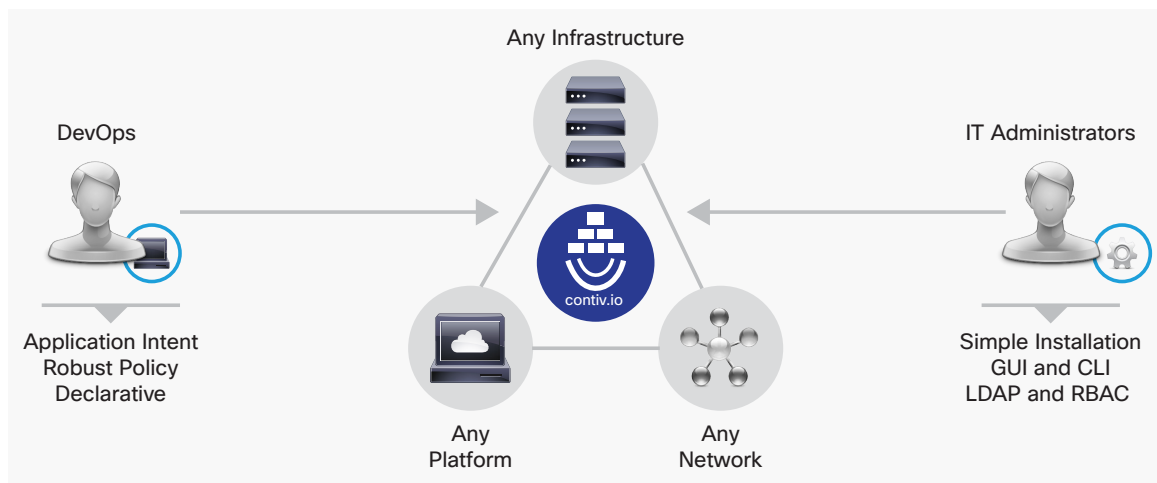 Any Infrastructure
DevOps
IT Administrators
contiv.io
Application Intent
Robust Policy
Declarative
Simple Installation
GUI and CLI
LDAP and RBAC
Any
Platform
Any
Network